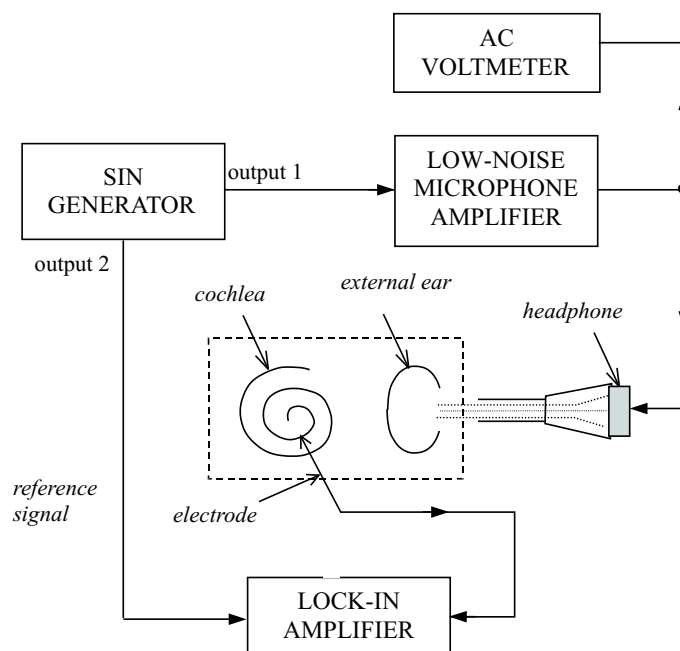 AC
VOLTMETER
SIN
GENERATOR
output 1
LOW-NOISE
MICROPHONE
AMPLIFIER
output 2
cochlea
external ear
headphone
reference
signal
electrode
LOCK-IN
AMPLIFIER